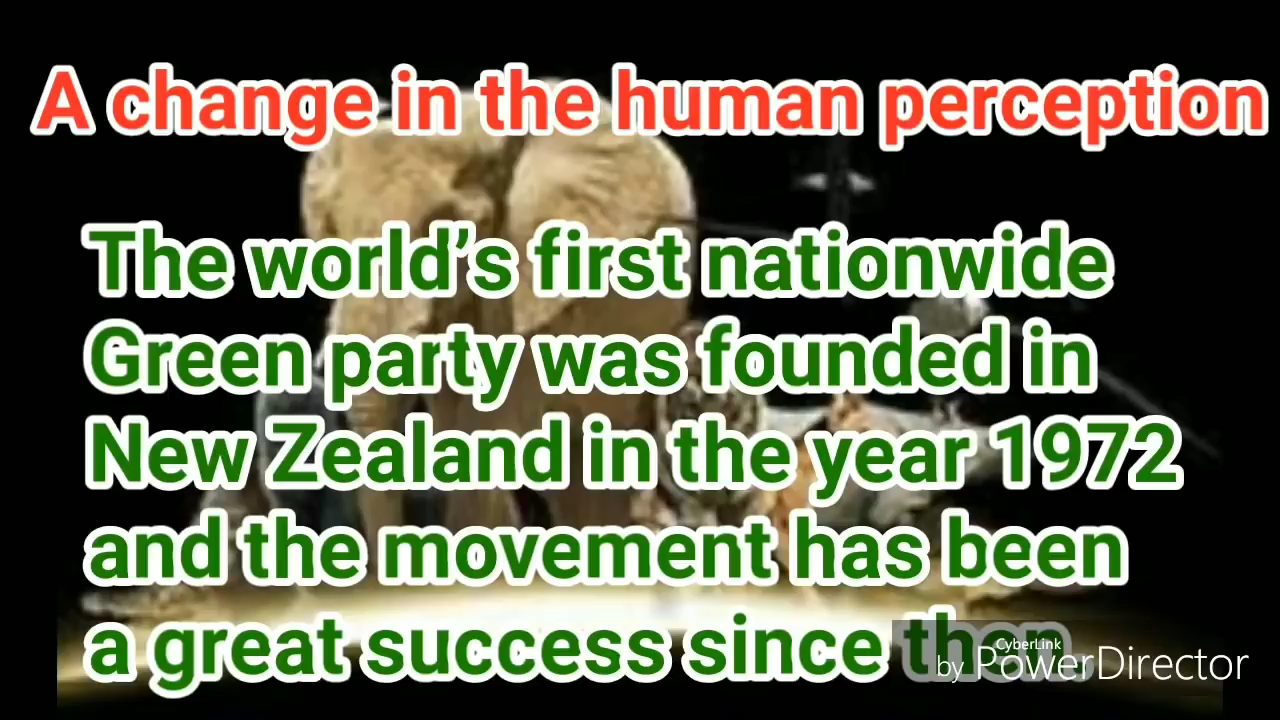 A change in the human perception
The world’s first nationwide
Green party was founded in
New Zealand in the year 1972
and the movement has been
a great success since then.
CyberLink
by PowerDirector